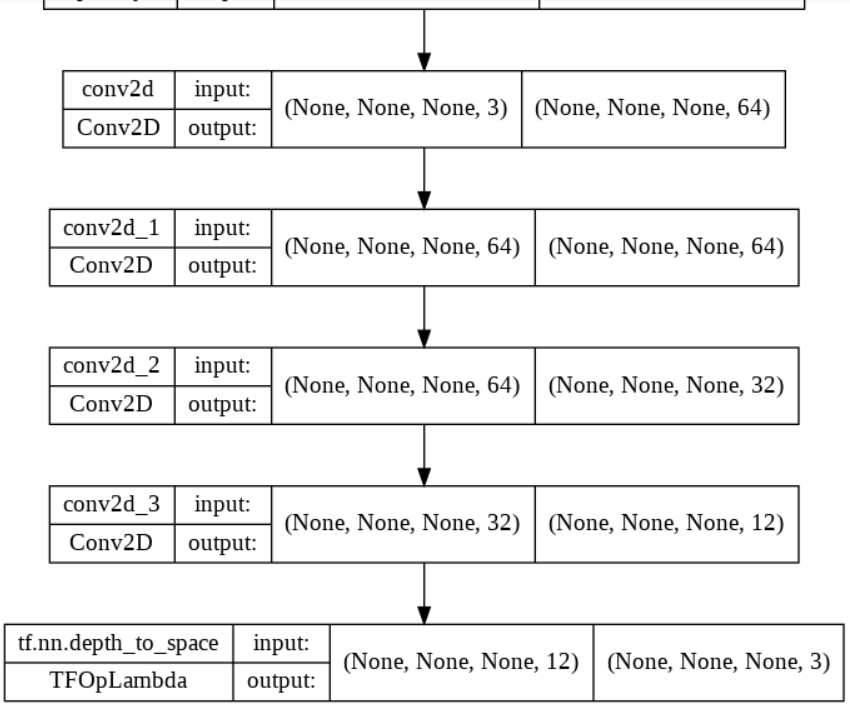 conv2d input: (None, None, None, 3) (None, None, None, 64)
Conv2D output:
conv2d_1 input: (None, None, None, 64) (None, None, None, 64)
Conv2D output:
conv2d_2 input: (None, None, None, 64) (None, None, None, 32)
Conv2D output:
conv2d_3 input: (None, None, None, 32) (None, None, None, 12)
Conv2D output:
tf.nn.depth_to_space input: (None, None, None, 12) (None, None, None, 3)
TFOpLambda output: